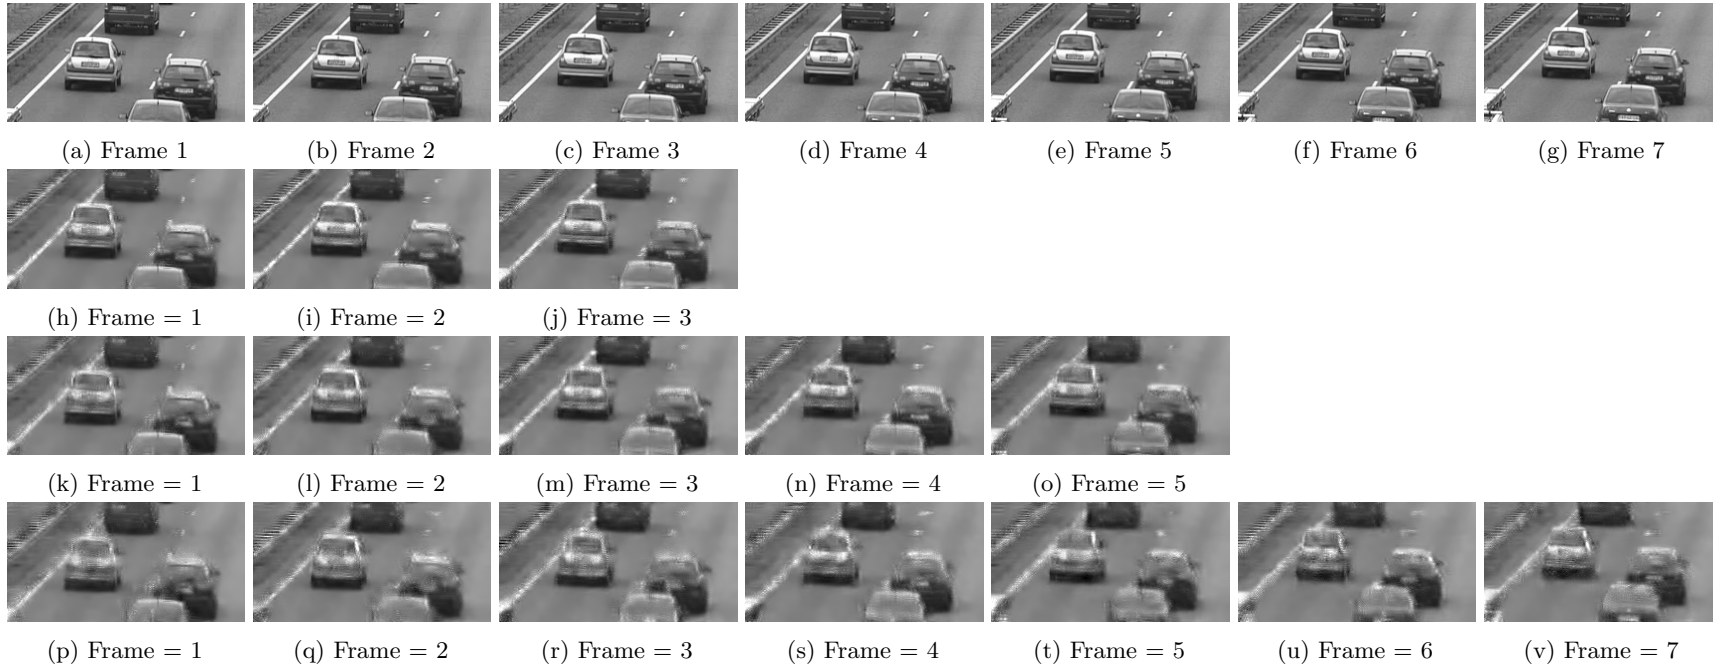 (a) Frame 1
(b) Frame 2
(c) Frame 3
(d) Frame 4
(e) Frame 5
(f) Frame 6
(g) Frame 7
(h) Frame = 1
(i) Frame = 2
(j) Frame = 3
(k) Frame = 1
(l) Frame = 2
(m) Frame = 3
(n) Frame = 4
(o) Frame = 5
(p) Frame = 1
(q) Frame = 2
(r) Frame = 3
(s) Frame = 4
(t) Frame = 5
(u) Frame = 6
(v) Frame = 7